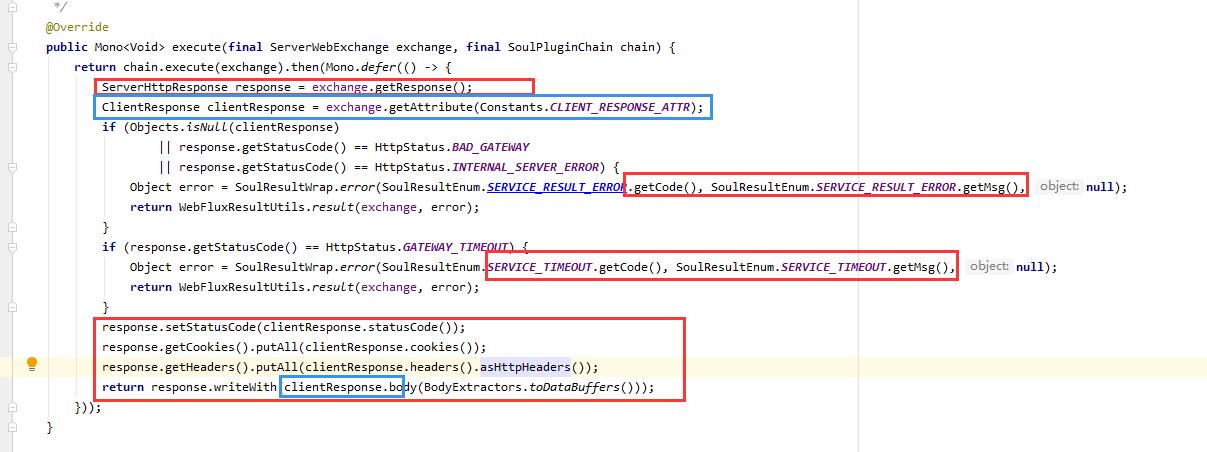 */
@Override
public Mono<Void> execute(final ServerWebExchange exchange, final SoulPluginChain chain) {
return chain.execute(exchange).then(Mono.defer(() -> {
ServerHttpResponse response = exchange.getResponse();
ClientResponse clientResponse = exchange.getAttribute(Constants.CLIENT_RESPONSE_ATTR);
if (Objects.isNull(clientResponse)
|| response.getStatusCode() == HttpStatus.BAD_GATEWAY
|| response.getStatusCode() == HttpStatus.INTERNAL_SERVER_ERROR) {
Object error = SoulResultWrap.error(SoulResultEnum.SERVICE_RESULT_ERROR.getCode(), SoulResultEnum.SERVICE_RESULT_ERROR.getMsg(), object: null);
return WebFluxResultUtils.result(exchange, error);
}
if (response.getStatusCode() == HttpStatus.GATEWAY_TIMEOUT) {
Object error = SoulResultWrap.error(SoulResultEnum.SERVICE_TIMEOUT.getCode(), SoulResultEnum.SERVICE_TIMEOUT.getMsg(), object: null);
return WebFluxResultUtils.result(exchange, error);
}
response.setStatusCode(clientResponse.statusCode());
response.getCookies().putAll(clientResponse.cookies());
response.getHeaders().putAll(clientResponse.headers().asHttpHeaders());
return response.writeWith(clientResponse.body(BodyExtractors.toDataBuffers()));
}));
}